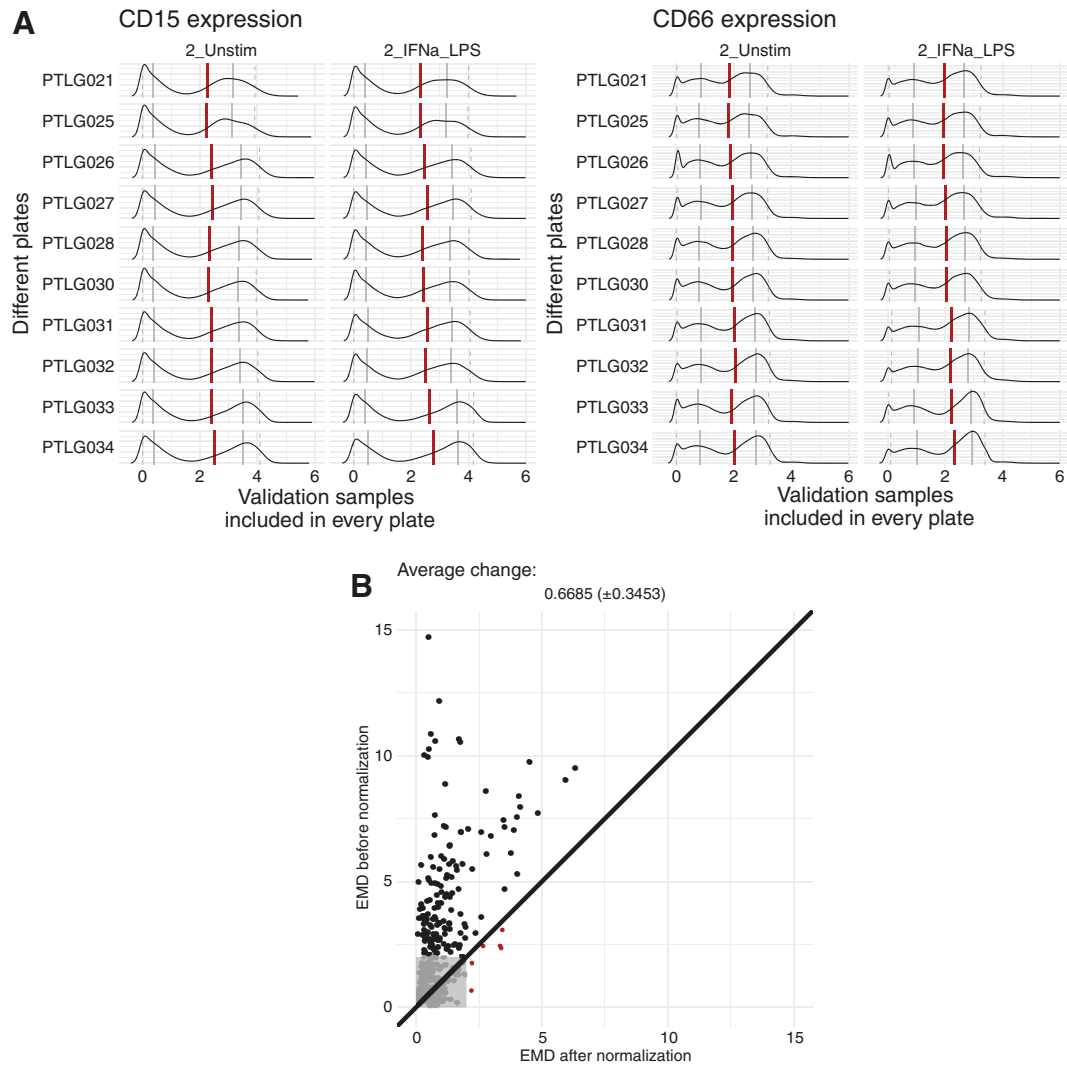 A
CD15 expression
2_Unstim
2_IFNa_LPS
Different plates
PTLG021
PTLG025
PTLG026
PTLG027
PTLG028
PTLG030
PTLG031
PTLG032
PTLG033
PTLG034
0 2 4 6
0 2 4 6
Validation samples
included in every plate
CD66 expression
2_Unstim
2_IFNa_LPS
Different plates
PTLG021
PTLG025
PTLG026
PTLG027
PTLG028
PTLG030
PTLG031
PTLG032
PTLG033
PTLG034
0 2 4 6
0 2 4 6
Validation samples
included in every plate
B
Average change:
0.6685 (±0.3453)
EMD before normalization
15
10
5
0
0 5 10 15
EMD after normalization